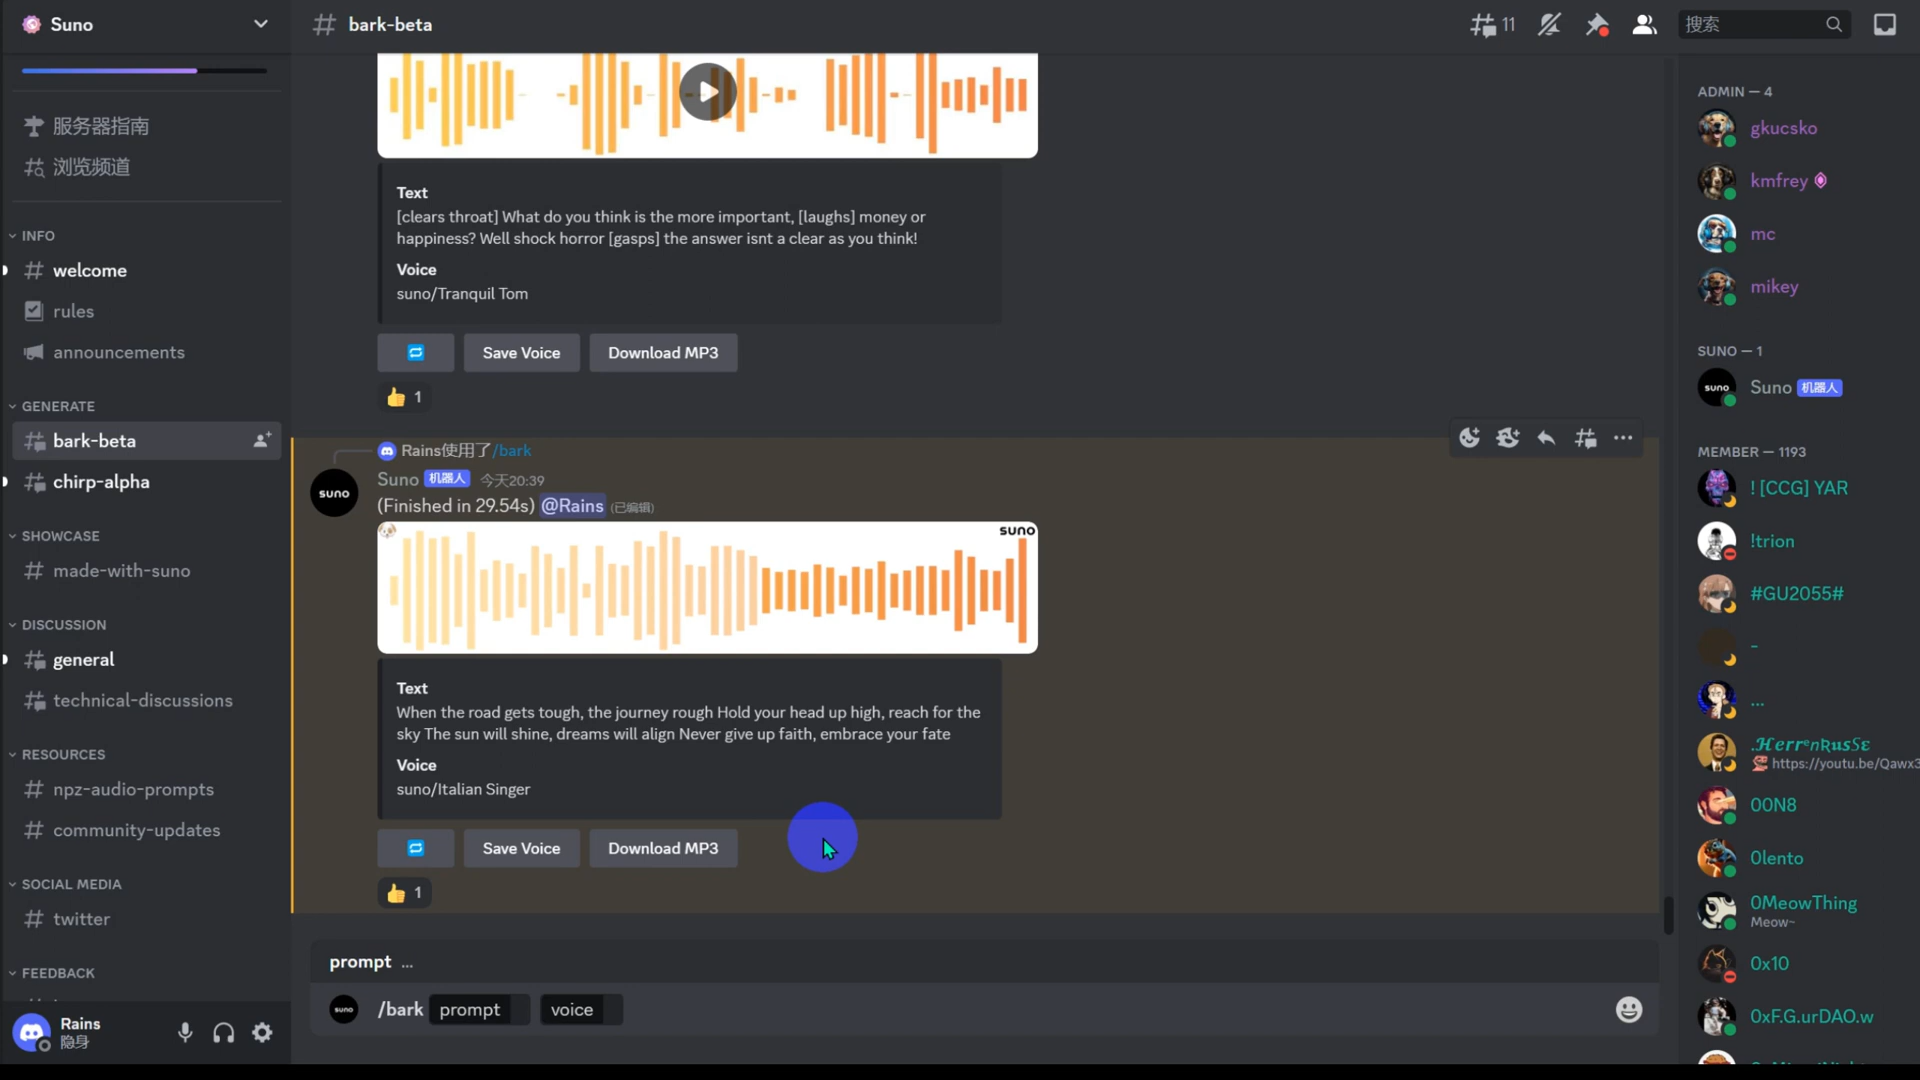 Suno
服务器指南
浏览频道
INFO
welcome
rules
announcements
GENERATE
bark-beta
chirp-alpha
SHOWCASE
made-with-suno
DISCUSSION
general
technical-discussions
RESOURCES
npz-audio-prompts
community-updates
SOCIAL MEDIA
twitter
FEEDBACK
Rains
隐身
bark-beta
11
搜索
Text
[clears throat] What do you think is the more important, [laughs] money or
happiness? Well shock horror [gasps] the answer isnt a clear as you think!
Voice
suno/Tranquil Tom
Save Voice
Download MP3
1
Rains使用了/bark
suno
Suno 机器人 今天20:39
(Finished in 29.54s) @Rains (已编辑)
suno
Text
When the road gets tough, the journey rough Hold your head up high, reach for the
sky The sun will shine, dreams will align Never give up faith, embrace your fate
Voice
suno/Italian Singer
Save Voice
Download MP3
1
prompt ...
suno /bark prompt voice
ADMIN — 4
gkucsko
kmfrey
mc
mikey
SUNO — 1
suno Suno 机器人
MEMBER — 1193
! [CCG] YAR
!trion
#GU2055#
-
...
.𝓗𝓮𝓻𝓻ᵉnRusSε
https://youtu.be/Qawx3
00N8
0lento
0MeowThing
Meow~
0x10
0xF.G.urDAO.w